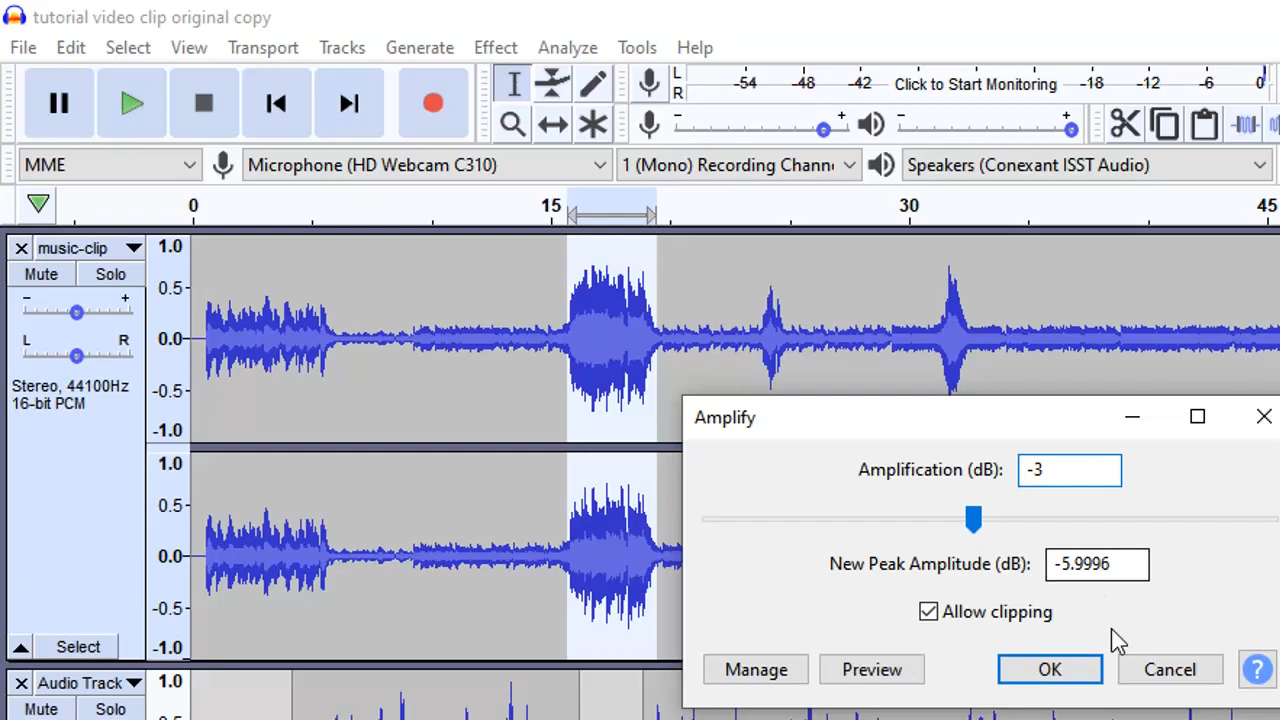 tutorial video clip original copy
File Edit Select View Transport Tracks Generate Effect Analyze Tools Help
L
R
-54 -48 -42 Click to Start Monitoring -18 -12 -6 0
- + - +
MME Microphone (HD Webcam C310) 1 (Mono) Recording Chann Speakers (Conexant ISST Audio)
0 15 30 45
music-clip
Mute Solo
- +
L R
Stereo, 44100Hz
16-bit PCM
1.0
0.5
0.0
-0.5
-1.0
1.0
0.5
0.0
-0.5
-1.0
Select
Amplify
Amplification (dB): -3
New Peak Amplitude (dB): -5.9996
Allow clipping
Manage Preview OK Cancel ?
Audio Track 1.0
Mute Solo